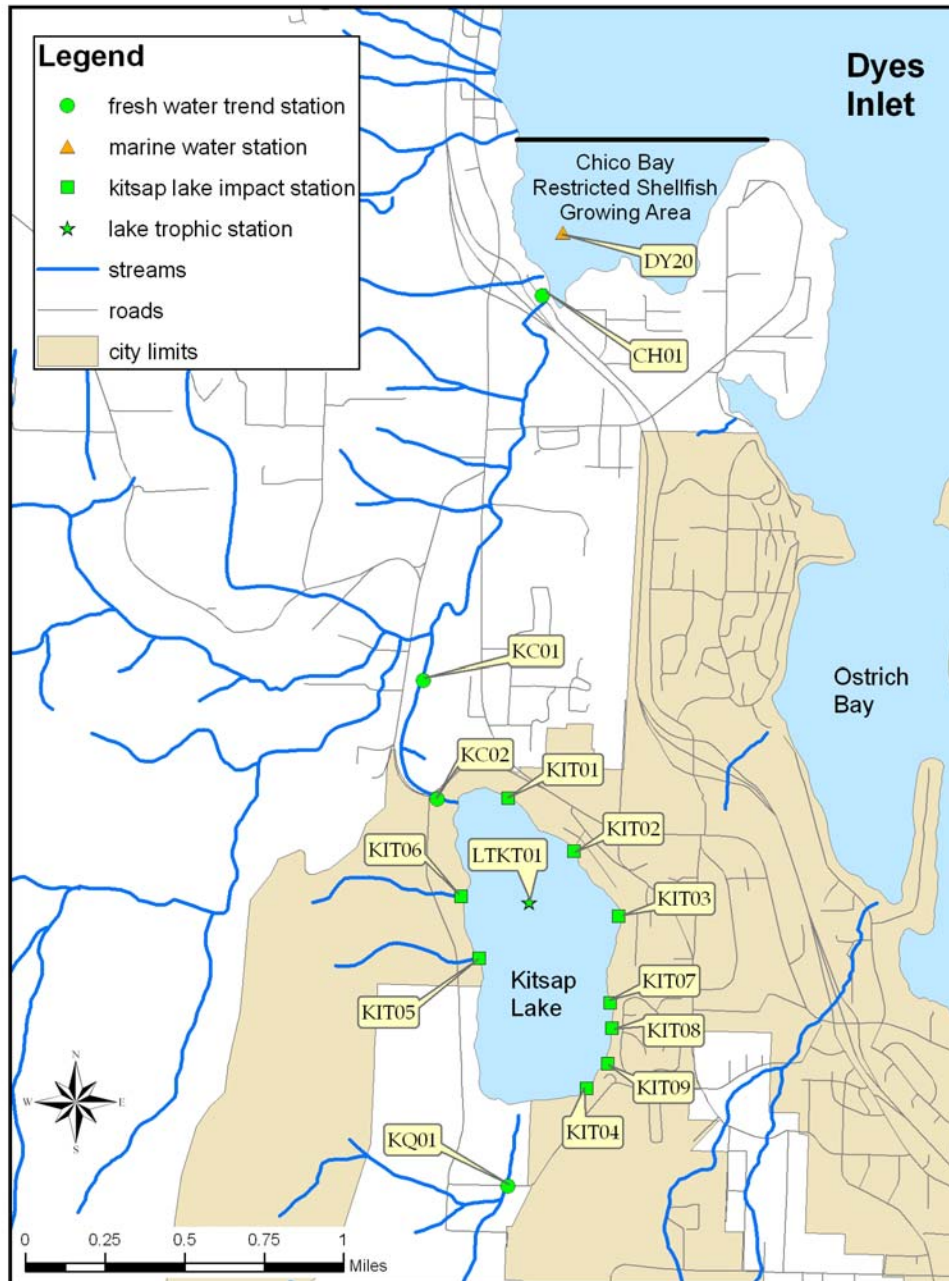 Legend
fresh water trend station
marine water station
kitsap lake impact station
lake trophic station
streams
roads
city limits
Dyes
Inlet
Chico Bay
Restricted Shellfish
Growing Area
DY20
CH01
Ostrich
Bay
KC01
KC02
KIT01
KIT02
KIT06
LTKT01
KIT03
Kitsap
Lake
KIT07
KIT05
KIT08
KIT09
KIT04
KQ01
N
W
E
S
0 0.25 0.5 1
Miles